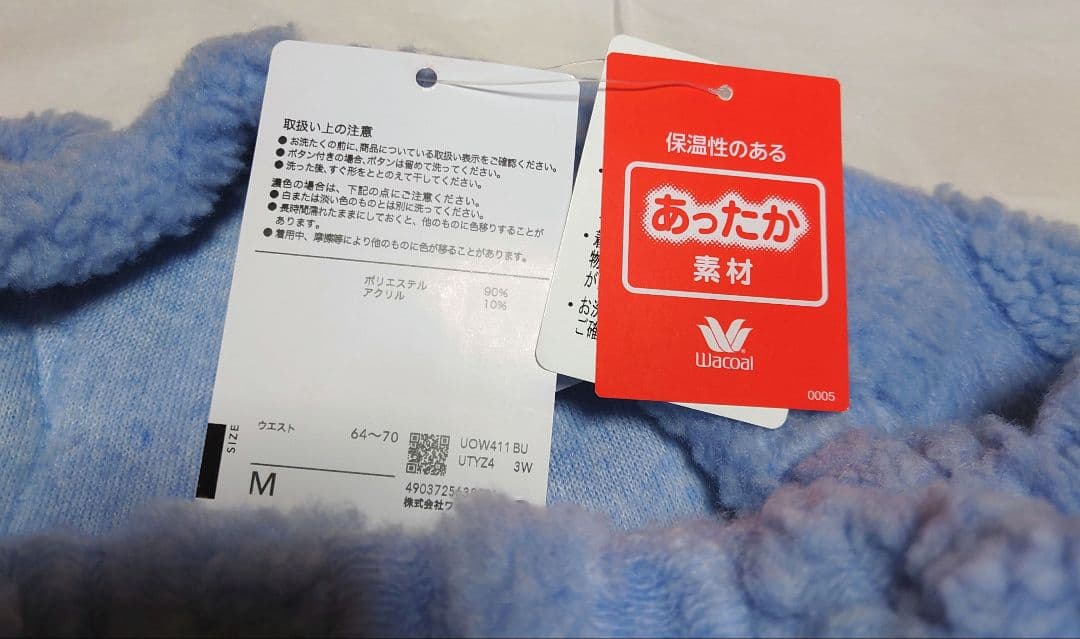 取扱い上の注意
● お洗たくの前に、商品についている取扱い表示をご確認ください。
● ボタン付きの場合、ボタンは留めて洗ってください。
● 洗った後、すぐ形をととのえて干してください。
濃色の場合は、下記の点にご注意ください。
● 白または淡い色のものとは別に洗ってください。
● 長時間濡れたままにしておくと、他のものに色移りすることが
あります。
● 着用中、摩擦等により他のものに色が移ることがあります。
ポリエステル 90%
アクリル 10%
SIZE
ウエスト 64〜70
M
UOW411 BU
UTYZ4 3W
株式会社ワ
物
が
・お洗
ご確
保温性のある
あったか
素材
Wacoal
0005